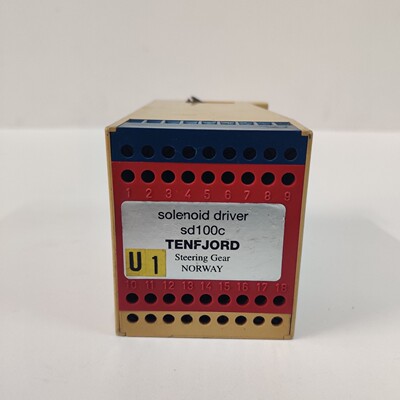 1 2 3 4 5 6 7 8 9
solenoid driver
sd100c
TENFJORD
Steering Gear
NORWAY
U 1
10 11 12 13 14 15 16 17 18